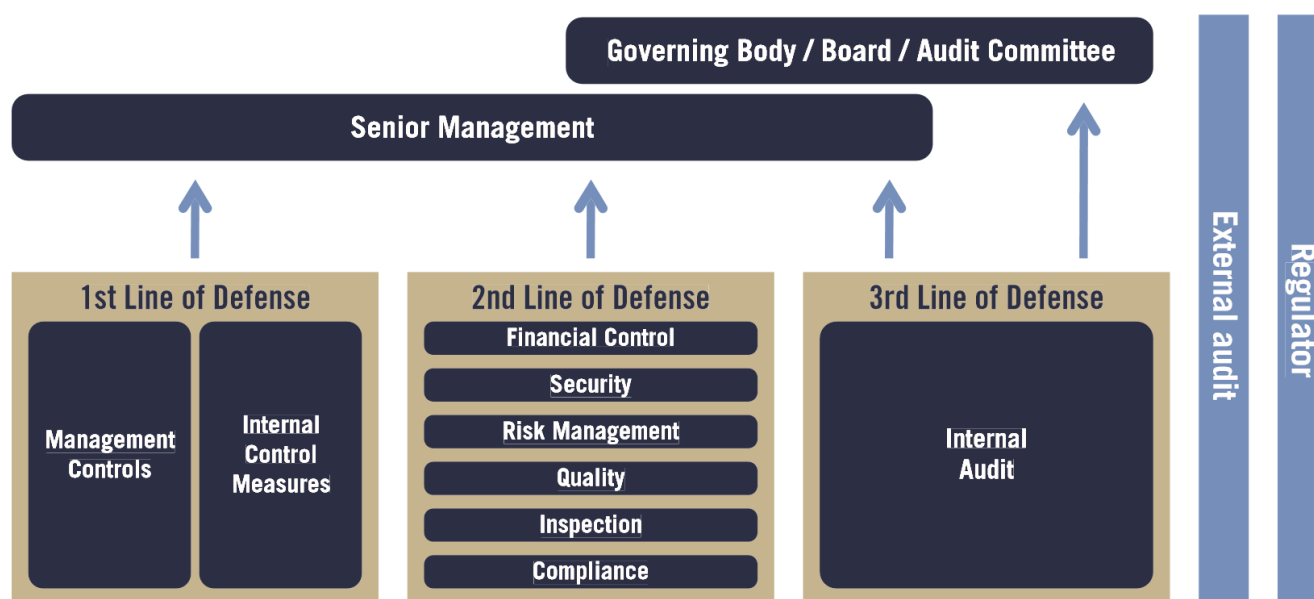 Governing Body / Board / Audit Committee
Senior Management
1st Line of Defense
Management
Controls
Internal
Control
Measures
2nd Line of Defense
Financial Control
Security
Risk Management
Quality
Inspection
Compliance
3rd Line of Defense
Internal
Audit
External audit
Regulator